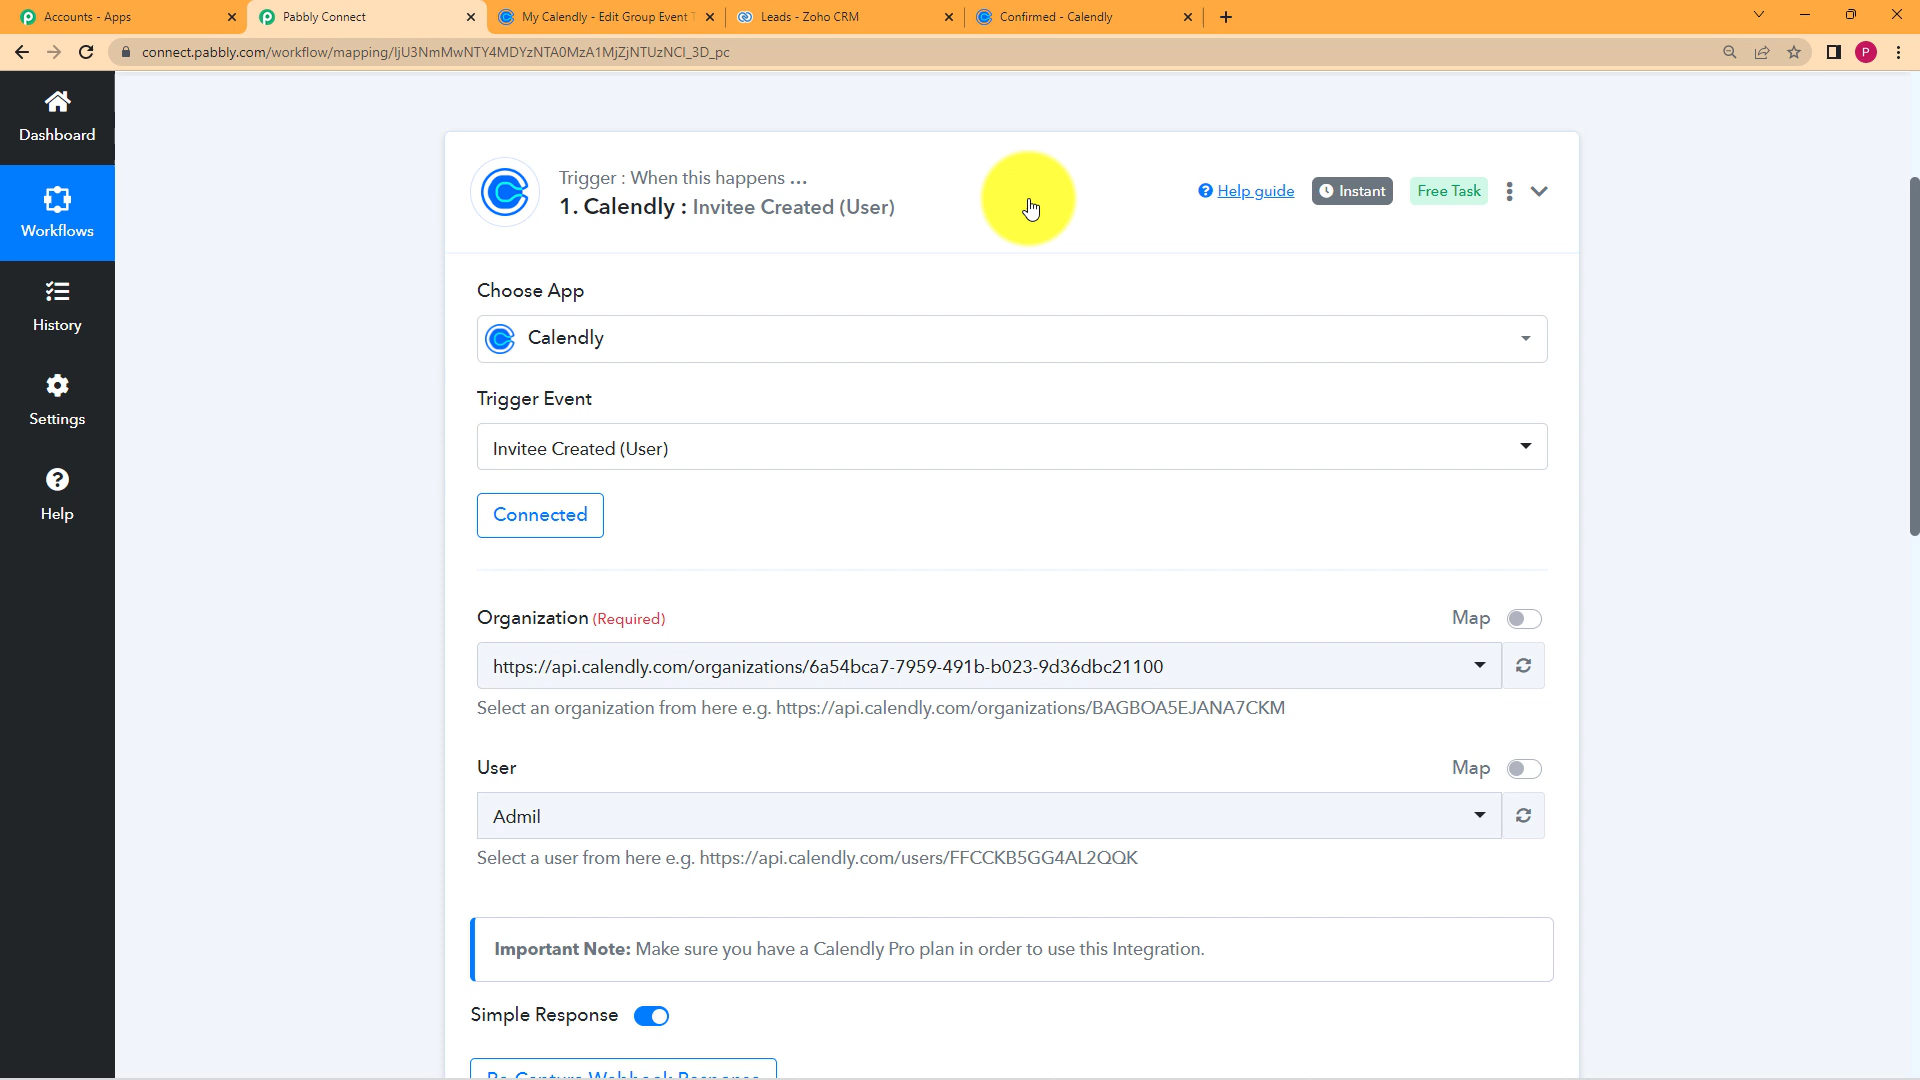 Accounts - Apps
Pabbly Connect
My Calendly - Edit Group Event T
Leads - Zoho CRM
Confirmed - Calendly
connect.pabbly.com/workflow/mapping/IjU3NmMwNTY4MDYzNTA0MzA1MjZjNTUzNCI_3D_pc
P
Dashboard
Workflows
History
Settings
Help
Trigger : When this happens ...
1. Calendly : Invitee Created (User)
Help guide
Instant
Free Task
Choose App
Calendly
Trigger Event
Invitee Created (User)
Connected
Organization (Required)
Map
https://api.calendly.com/organizations/6a54bca7-7959-491b-b023-9d36dbc21100
Select an organization from here e.g. https://api.calendly.com/organizations/BAGBOA5EJANA7CKM
User
Map
Admil
Select a user from here e.g. https://api.calendly.com/users/FFCCKB5GG4AL2QQK
Important Note: Make sure you have a Calendly Pro plan in order to use this Integration.
Simple Response
Re-Capture Webhook Response